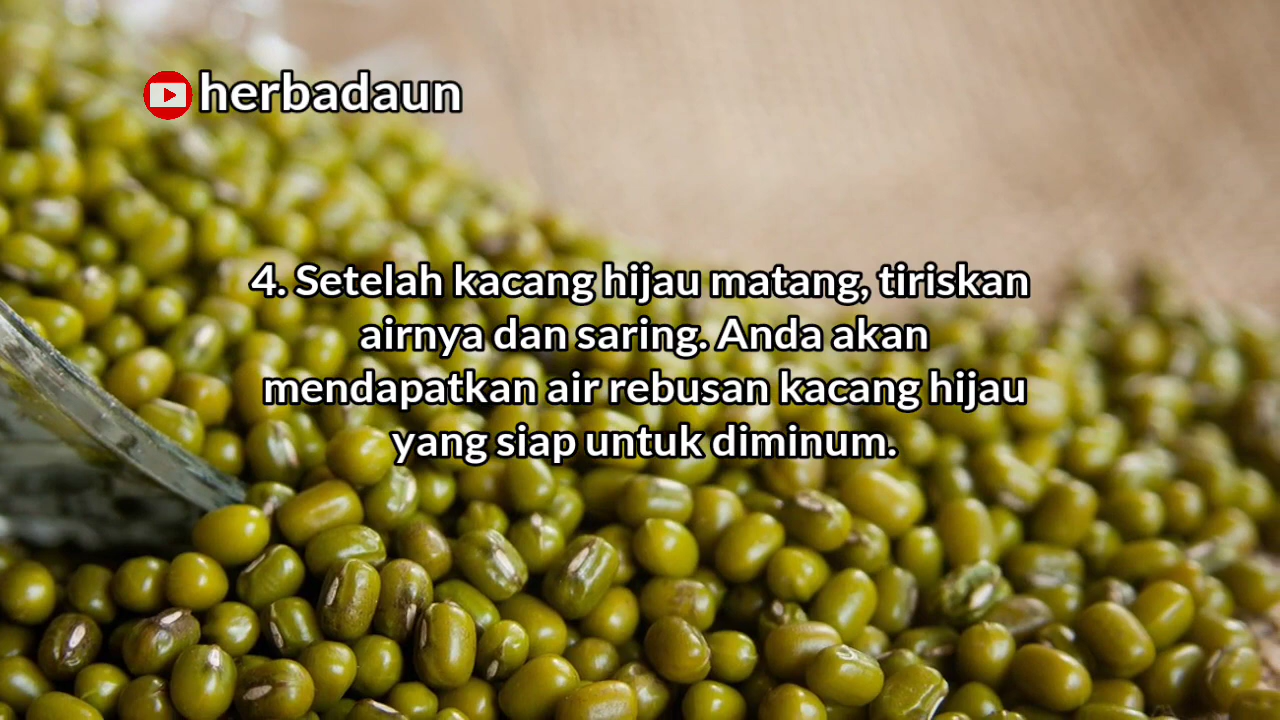 herbadaun
4. Setelah kacang hijau matang, tiriskan
airnya dan saring. Anda akan
mendapatkan air rebusan kacang hijau
yang siap untuk diminum.